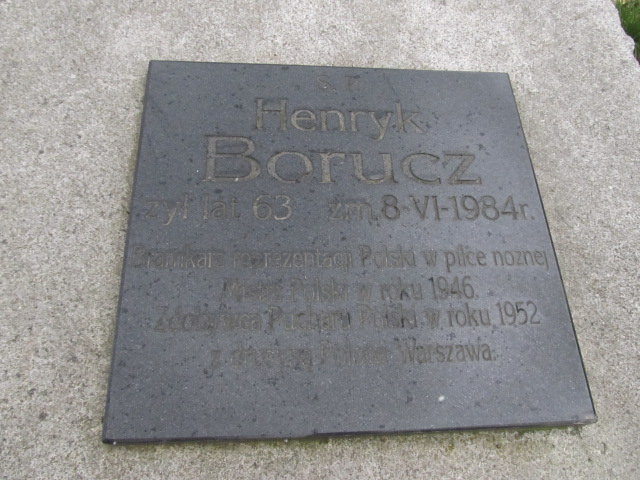 Ś.P.
Henryk
Borucz
żył lat 63 zm. 8-VI-1984r.
Bramkarz reprezentacji Polski w piłce nożnej
Mistrz Polski w roku 1946.
Zdobywca Pucharu Polski w roku 1952
z drużyną Polonii Warszawa.